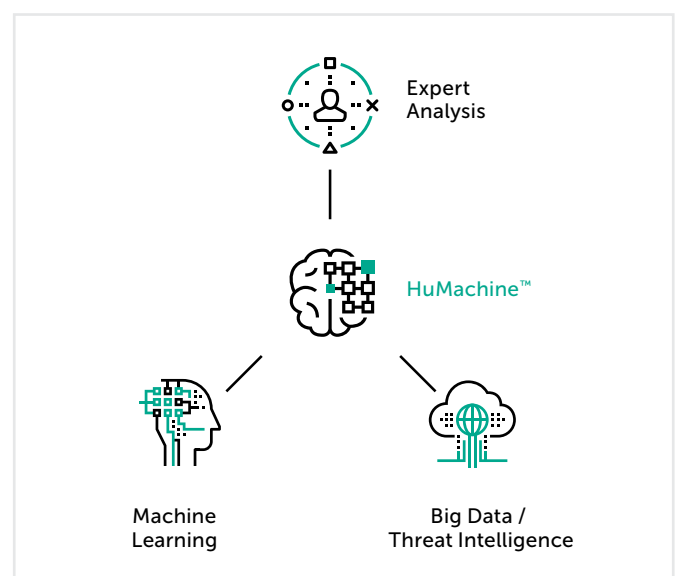 Expert
Analysis
HuMachine™
Machine
Learning
Big Data /
Threat Intelligence